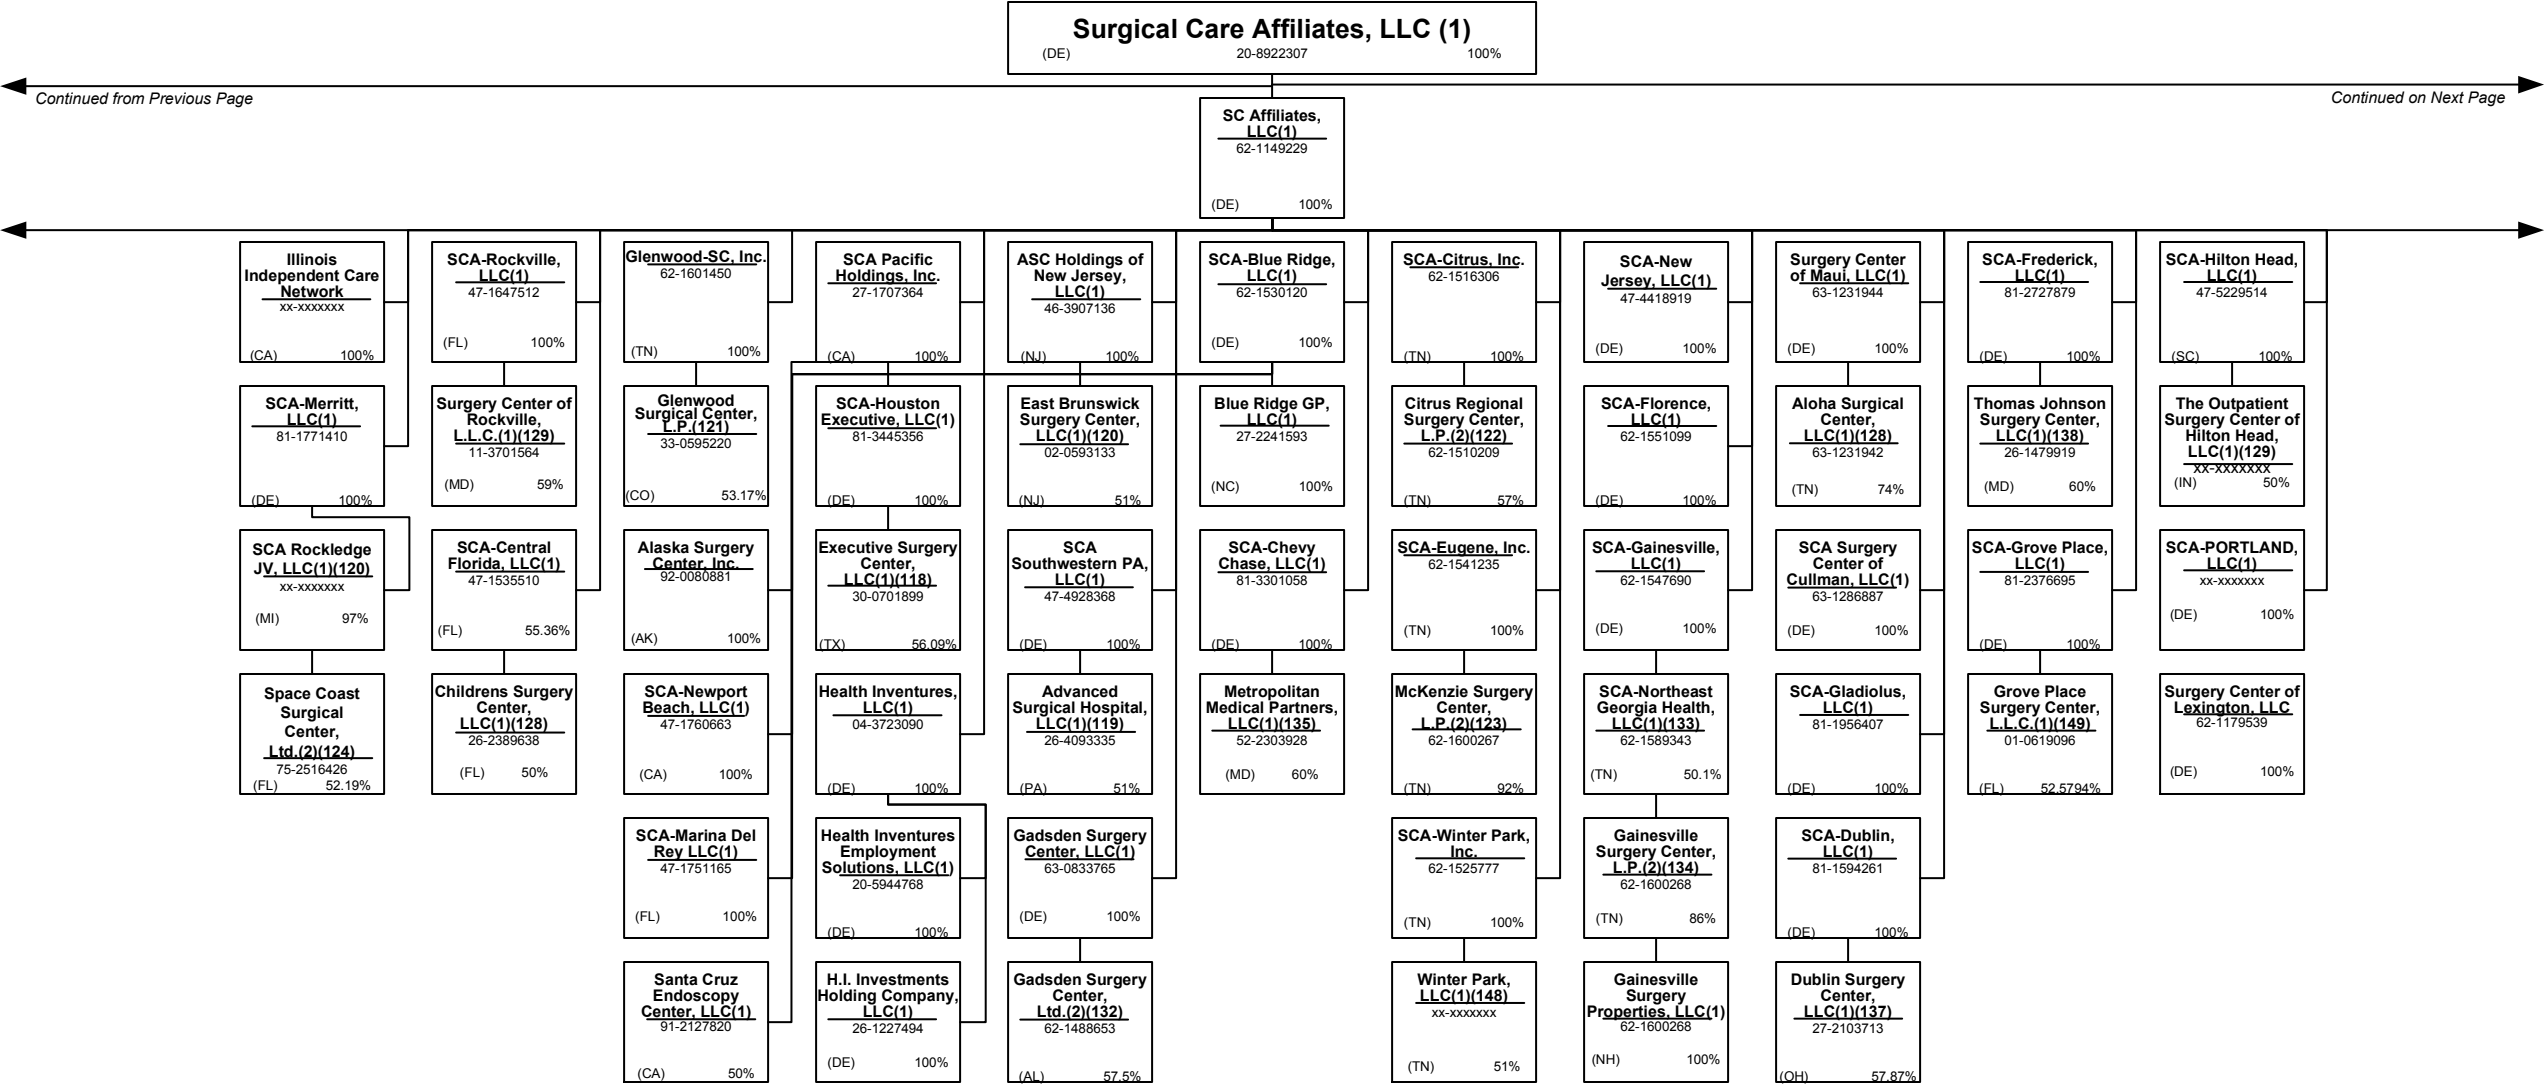 Surgical Care Affiliates, LLC (1)
(DE) 20-8922307 100%
Continued from Previous Page
Continued on Next Page
SC Affiliates,
LLC(1)
62-1149229
(DE) 100%
Illinois
Independent Care
Network
xx-xxxxxxx
(CA) 100%
SCA-Rockville,
LLC(1)
47-1647512
(FL) 100%
Glenwood-SC, Inc.
62-1601450
(TN) 100%
SCA Pacific
Holdings, Inc.
27-1707364
(CA) 100%
ASC Holdings of
New Jersey,
LLC(1)
46-3907136
(NJ) 100%
SCA-Blue Ridge,
LLC(1)
62-1530120
(DE) 100%
SCA-Citrus, Inc.
62-1516306
(TN) 100%
SCA-New
Jersey, LLC(1)
47-4418919
(DE) 100%
Surgery Center
of Maui, LLC(1)
63-1231944
(DE) 100%
SCA-Frederick,
LLC(1)
81-2727879
(DE) 100%
SCA-Hilton Head,
LLC(1)
47-5229514
(SC) 100%
SCA-Merritt,
LLC(1)
81-1771410
(DE) 100%
Surgery Center of
Rockville,
L.L.C.(1)(129)
11-3701564
(MD) 59%
Glenwood
Surgical Center,
L.P.(121)
33-0595220
(CO) 53.17%
SCA-Houston
Executive, LLC(1)
81-3445356
(DE) 100%
East Brunswick
Surgery Center,
LLC(1)(120)
02-0593133
(NJ) 51%
Blue Ridge GP,
LLC(1)
27-2241593
(NC) 100%
Citrus Regional
Surgery Center,
L.P.(2)(122)
62-1510209
(TN) 57%
SCA-Florence,
LLC(1)
62-1551099
(DE) 100%
Aloha Surgical
Center,
LLC(1)(128)
63-1231942
(TN) 74%
Thomas Johnson
Surgery Center,
LLC(1)(138)
26-1479919
(MD) 60%
The Outpatient
Surgery Center of
Hilton Head,
LLC(1)(129)
xx-xxxxxxx
(IN) 50%
SCA Rockledge
JV, LLC(1)(120)
xx-xxxxxxx
(MI) 97%
SCA-Central
Florida, LLC(1)
47-1535510
(FL) 55.36%
Alaska Surgery
Center, Inc.
92-0080881
(AK) 100%
Executive Surgery
Center,
LLC(1)(118)
30-0701899
(TX) 56.09%
SCA
Southwestern PA,
LLC(1)
47-4928368
(DE) 100%
SCA-Chevy
Chase, LLC(1)
81-3301058
(DE) 100%
SCA-Eugene, Inc.
62-1541235
(TN) 100%
SCA-Gainesville,
LLC(1)
62-1547690
(DE) 100%
SCA Surgery
Center of
Cullman, LLC(1)
63-1286887
(DE) 100%
SCA-Grove Place,
LLC(1)
81-2376695
(DE) 100%
SCA-PORTLAND,
LLC(1)
xx-xxxxxxx
(DE) 100%
Space Coast
Surgical
Center,
Ltd.(2)(124)
75-2516426
(FL) 52.19%
Childrens Surgery
Center,
LLC(1)(128)
26-2389638
(FL) 50%
SCA-Newport
Beach, LLC(1)
47-1760663
(CA) 100%
Health Inventures,
LLC(1)
04-3723090
(DE) 100%
Advanced
Surgical Hospital,
LLC(1)(119)
26-4093335
(PA) 51%
Metropolitan
Medical Partners,
LLC(1)(135)
52-2303928
(MD) 60%
McKenzie Surgery
Center,
L.P.(2)(123)
62-1600267
(TN) 92%
SCA-Northeast
Georgia Health,
LLC(1)(133)
62-1589343
(TN) 50.1%
SCA-Gladiolus,
LLC(1)
81-1956407
(DE) 100%
Grove Place
Surgery Center,
L.L.C.(1)(149)
01-0619096
(FL) 52.5794%
Surgery Center of
Lexington, LLC
62-1179539
(DE) 100%
SCA-Marina Del
Rey LLC(1)
47-1751165
(FL) 100%
Health Inventures
Employment
Solutions, LLC(1)
20-5944768
(DE) 100%
Gadsden Surgery
Center, LLC(1)
63-0833765
(DE) 100%
SCA-Winter Park,
Inc.
62-1525777
(TN) 100%
Gainesville
Surgery Center,
L.P.(2)(134)
62-1600268
(TN) 86%
SCA-Dublin,
LLC(1)
81-1594261
(DE) 100%
Santa Cruz
Endoscopy
Center, LLC(1)
91-2127820
(CA) 50%
H.I. Investments
Holding Company,
LLC(1)
26-1227494
(DE) 100%
Gadsden Surgery
Center,
Ltd.(2)(132)
62-1488653
(AL) 57.5%
Winter Park,
LLC(1)(148)
xx-xxxxxxx
(TN) 51%
Gainesville
Surgery
Properties, LLC(1)
62-1600268
(NH) 100%
Dublin Surgery
Center,
LLC(1)(137)
27-2103713
(OH) 57.87%